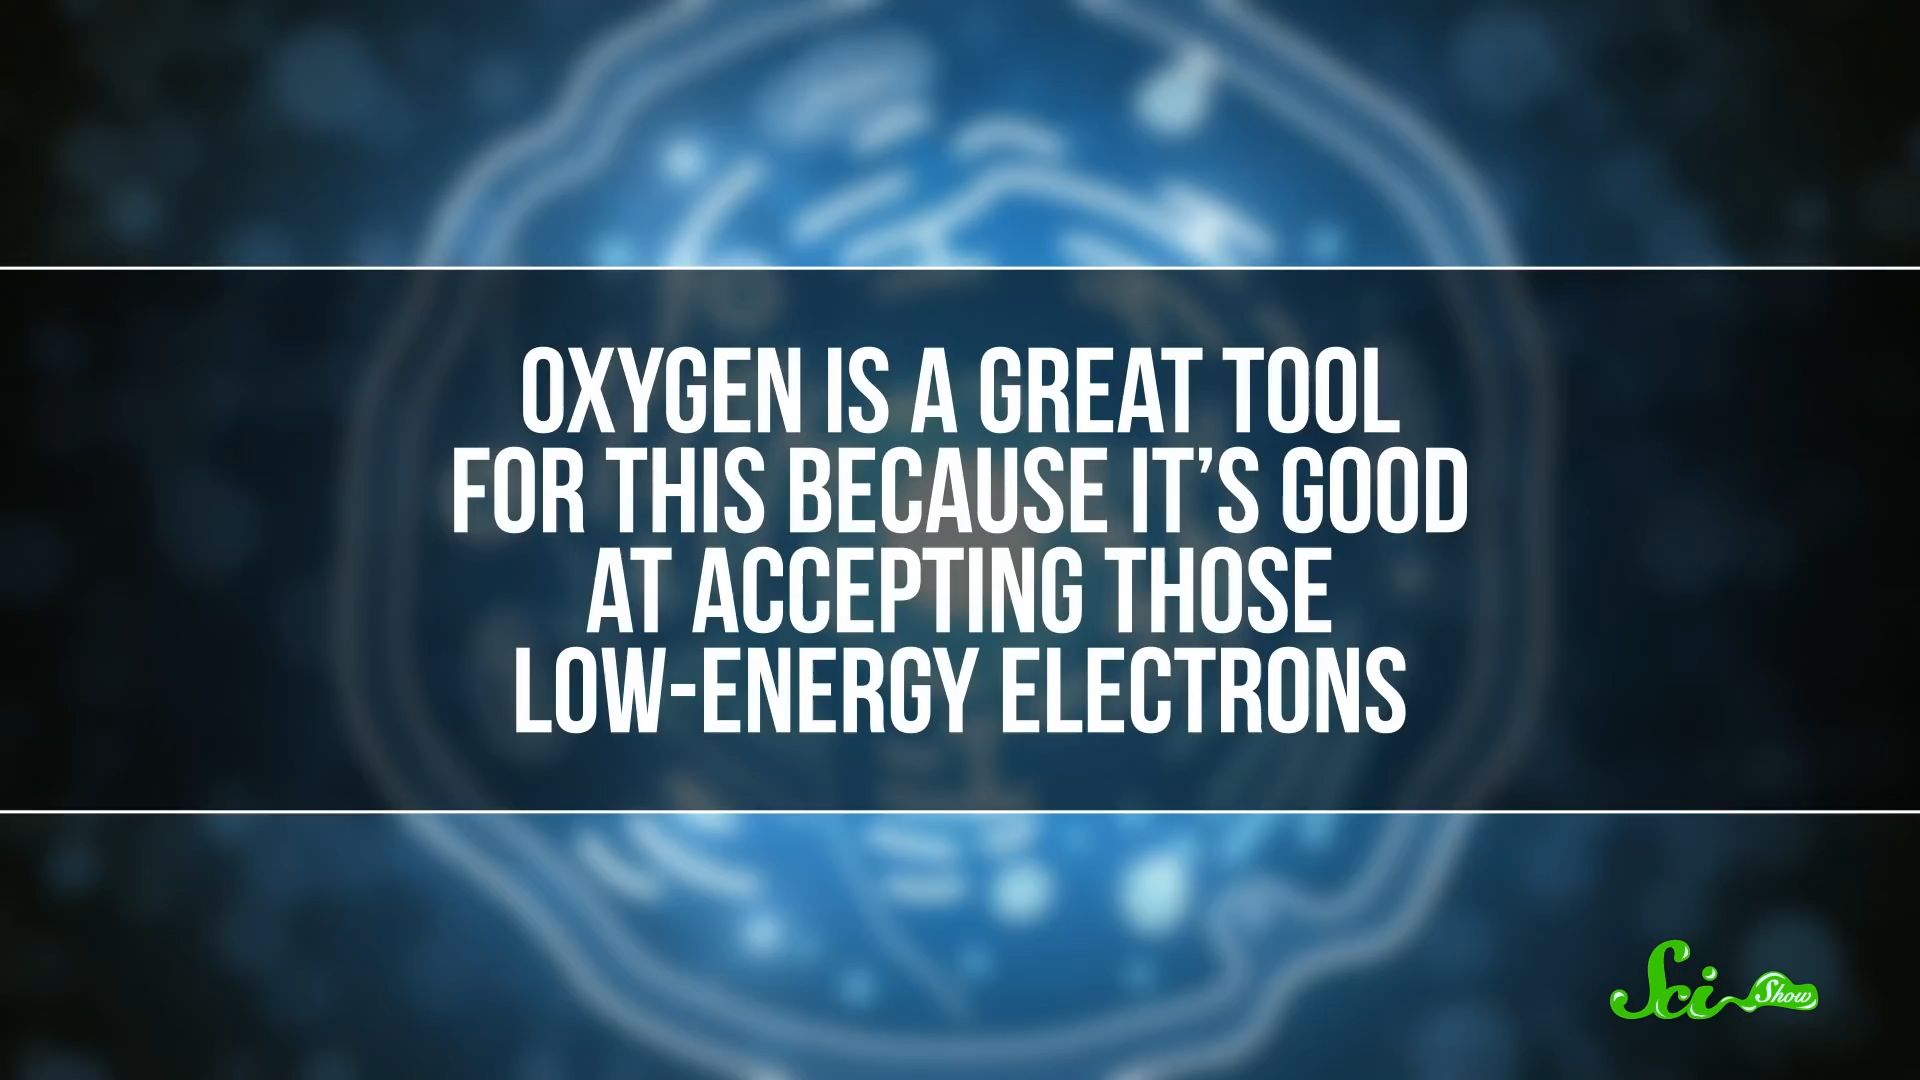 OXYGEN IS A GREAT TOOL
FOR THIS BECAUSE IT’S GOOD
AT ACCEPTING THOSE
LOW-ENERGY ELECTRONS
Sci Show